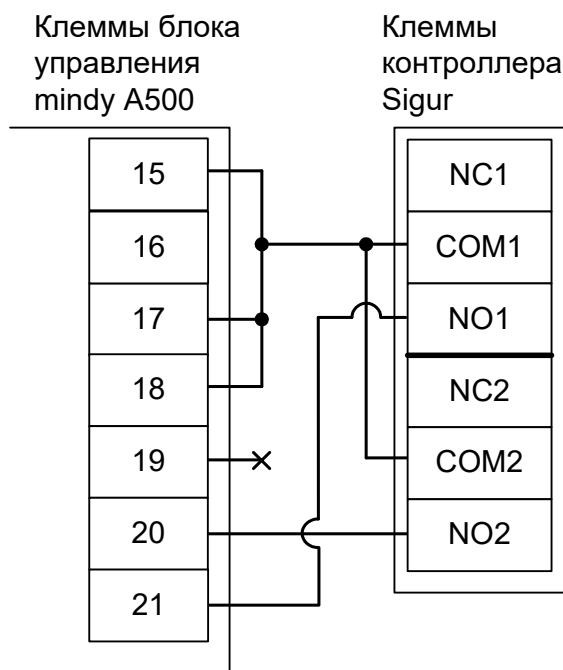 Клеммы блока
управления
mindy A500
Клеммы
контроллера
Sigur
15
16
17
18
19
20
21
NC1
COM1
NO1
NC2
COM2
NO2